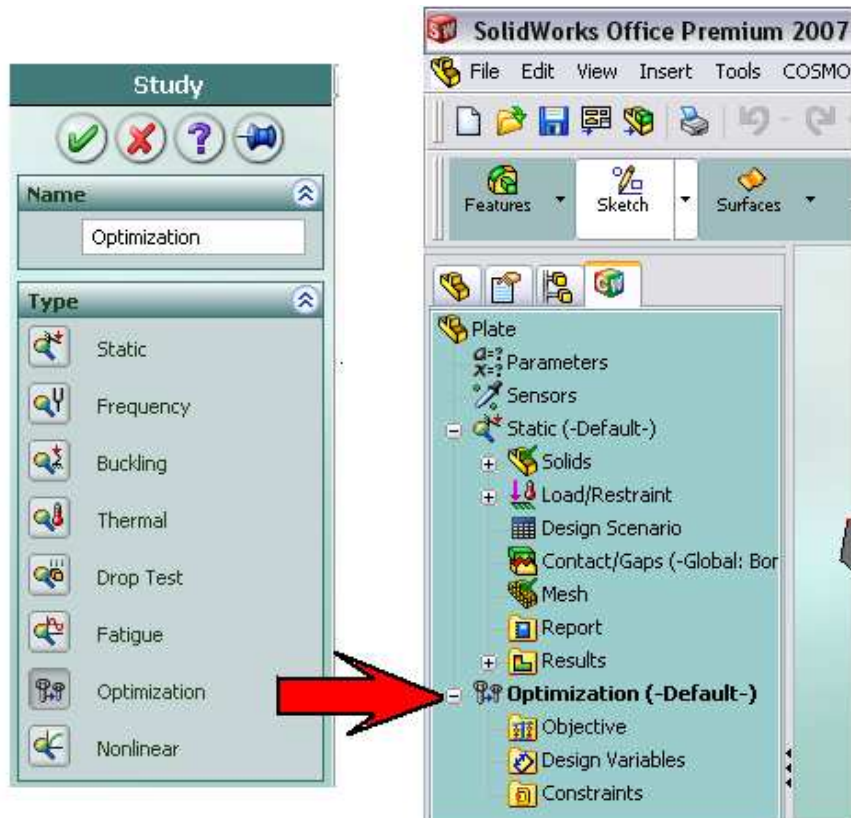 Study
Name
Optimization
Type
Static
Frequency
Buckling
Thermal
Drop Test
Fatigue
Optimization
Nonlinear
SolidWorks Office Premium 2007
File Edit View Insert Tools COSMO
Features Sketch Surfaces
Plate
Parameters
Sensors
Static (-Default-)
Solids
Load/Restraint
Design Scenario
Contact/Gaps (-Global: Bor
Mesh
Report
Results
Optimization (-Default-)
Objective
Design Variables
Constraints